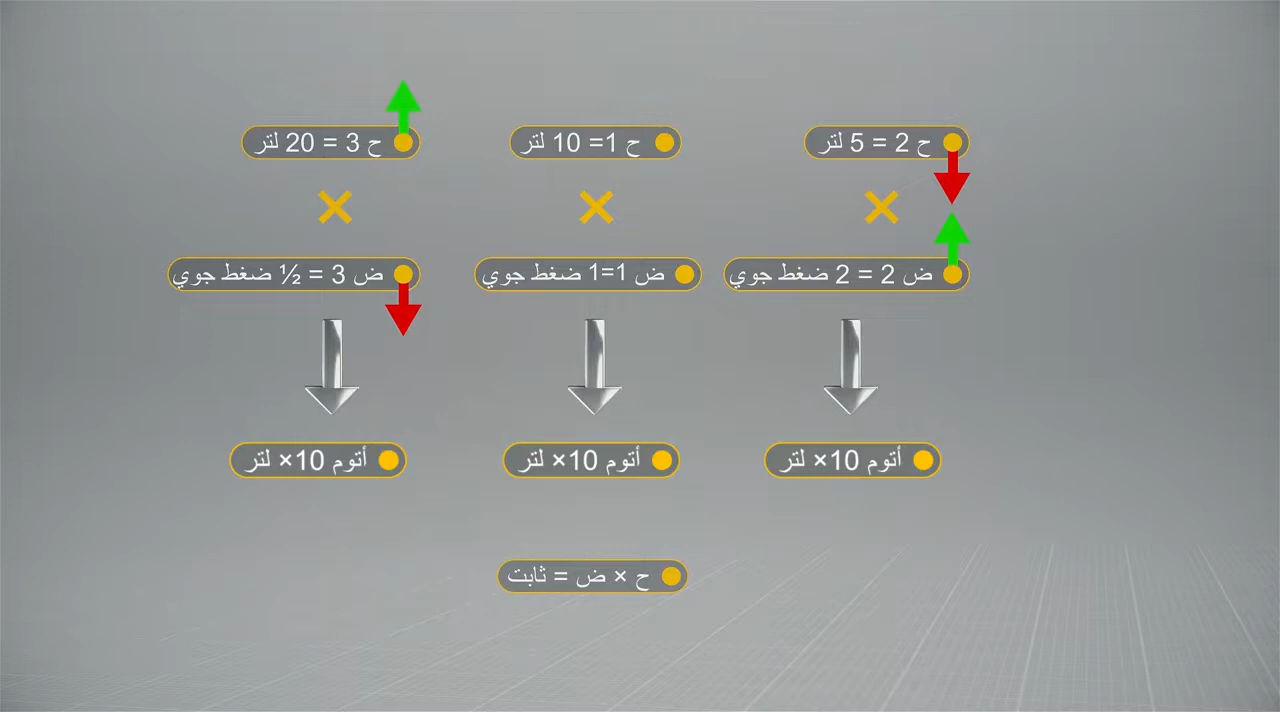 ح 2 = 5 لتر
ح 1= 10 لتر
ح 3 = 20 لتر
×
×
×
ض 2 = 2 ضغط جوي
ض 1=1 ضغط جوي
ض 3 = ½ ضغط جوي
أتوم 10× لتر
أتوم 10× لتر
أتوم 10× لتر
ح × ض = ثابت